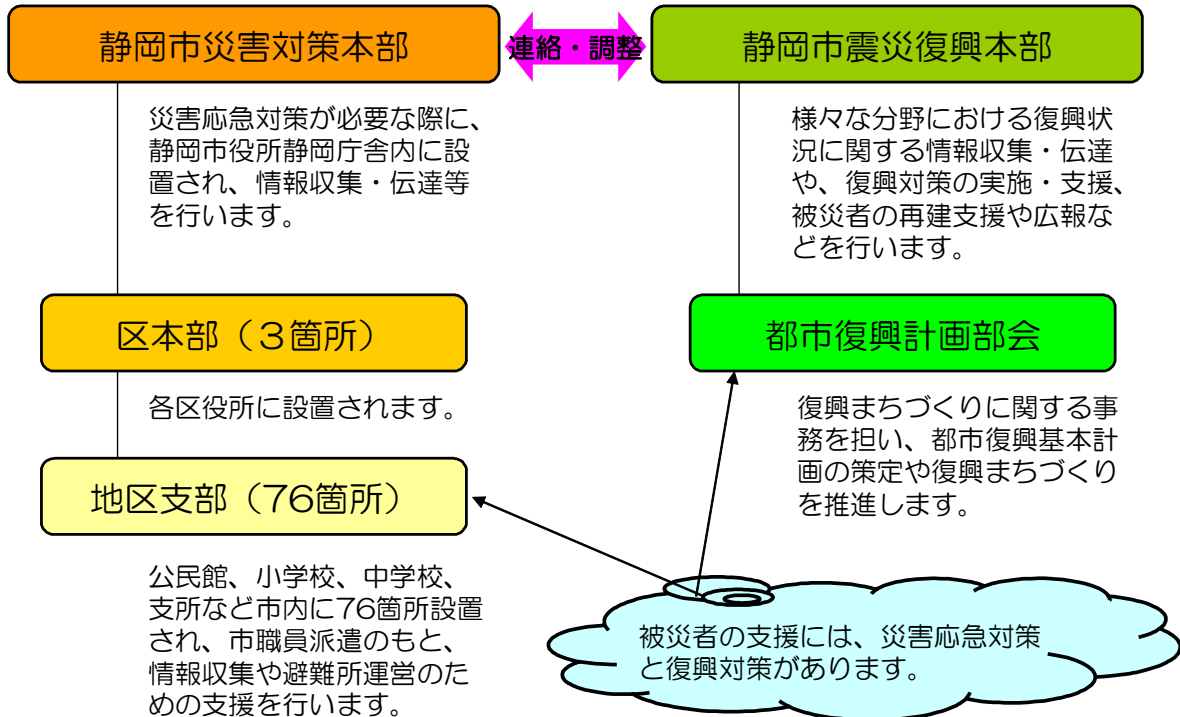 静岡市災害対策本部
連絡・調整
静岡市震災復興本部
災害応急対策が必要な際に、
静岡市役所静岡庁舎内に設
置され、情報収集・伝達等
を行います。
様々な分野における復興状
況に関する情報収集・伝達
や、復興対策の実施・支援、
被災者の再建支援や広報な
どを行います。
区本部（３箇所）
都市復興計画部会
各区役所に設置されます。
復興まちづくりに関する事
務を担い、都市復興基本計
画の策定や復興まちづくり
を推進します。
地区支部（76箇所）
公民館、小学校、中学校、
支所など市内に76箇所設置
され、市職員派遣のもと、
情報収集や避難所運営のた
めの支援を行います。
被災者の支援には、災害応急対策
と復興対策があります。